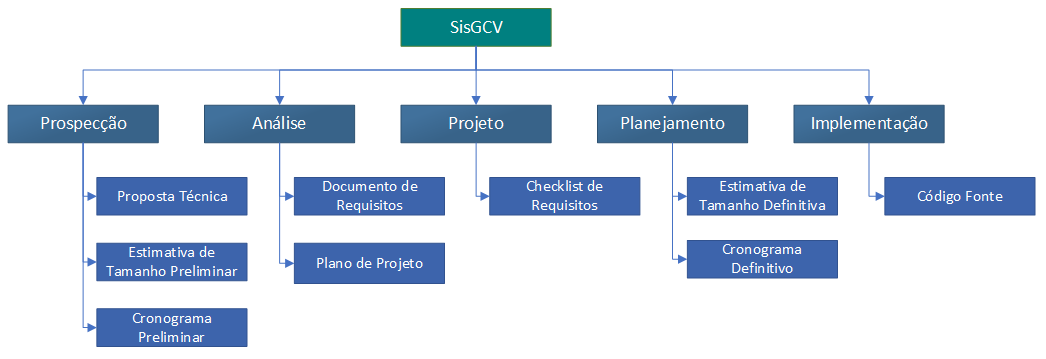 SisGCV
Prospecção
Análise
Projeto
Planejamento
Implementação
Proposta Técnica
Documento de
Requisitos
Checklist de
Requisitos
Estimativa de
Tamanho Definitiva
Código Fonte
Estimativa de
Tamanho Preliminar
Plano de Projeto
Cronograma
Definitivo
Cronograma
Preliminar